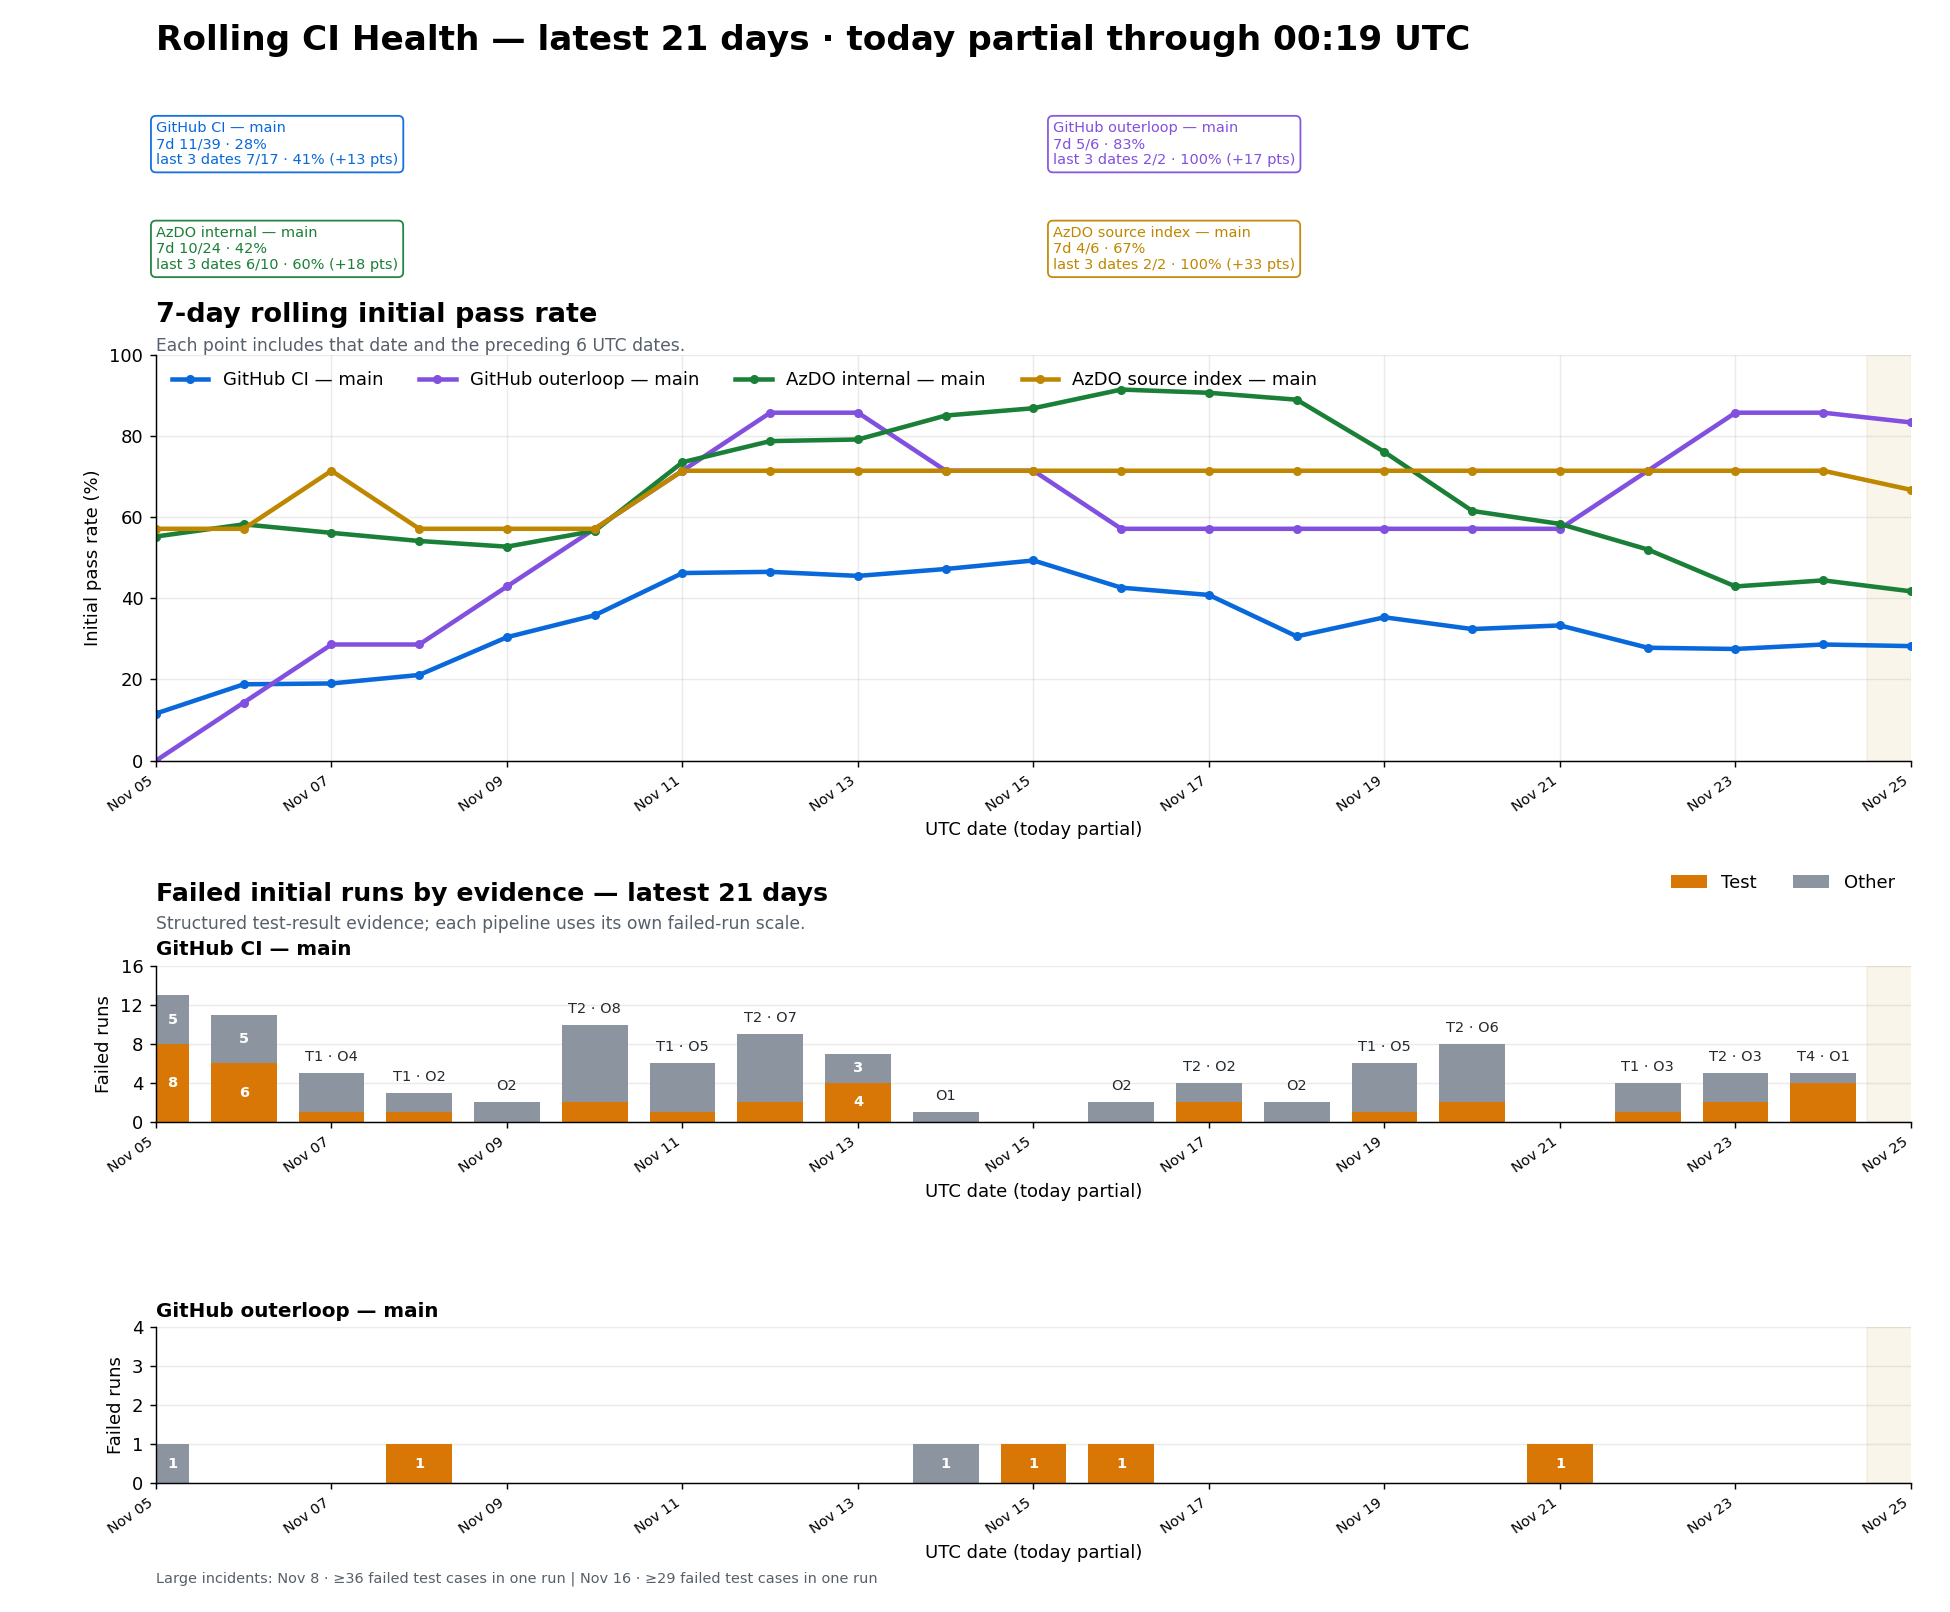 Rolling CI Health — latest 21 days · today partial through 00:19 UTC
GitHub CI — main
7d 11/39 · 28%
last 3 dates 7/17 · 41% (+13 pts)
GitHub outerloop — main
7d 5/6 · 83%
last 3 dates 2/2 · 100% (+17 pts)
AzDO internal — main
7d 10/24 · 42%
last 3 dates 6/10 · 60% (+18 pts)
AzDO source index — main
7d 4/6 · 67%
last 3 dates 2/2 · 100% (+33 pts)
7-day rolling initial pass rate
Each point includes that date and the preceding 6 UTC dates.
GitHub CI — main GitHub outerloop — main AzDO internal — main AzDO source index — main
Initial pass rate (%)
100
80
60
40
20
0
Nov 05 Nov 07 Nov 09 Nov 11 Nov 13 Nov 15 Nov 17 Nov 19 Nov 21 Nov 23 Nov 25
UTC date (today partial)
Failed initial runs by evidence — latest 21 days
Test Other
Structured test-result evidence; each pipeline uses its own failed-run scale.
GitHub CI — main
Failed runs
16
12
8
4
0
5
8
5
6
T1 · O4
T1 · O2
O2
T2 · O8
T1 · O5
T2 · O7
3
4
O1
O2
T2 · O2
O2
T1 · O5
T2 · O6
T1 · O3
T2 · O3
T4 · O1
Nov 05 Nov 07 Nov 09 Nov 11 Nov 13 Nov 15 Nov 17 Nov 19 Nov 21 Nov 23 Nov 25
UTC date (today partial)
GitHub outerloop — main
Failed runs
4
3
2
1
0
1 1 1 1 1 1
Nov 05 Nov 07 Nov 09 Nov 11 Nov 13 Nov 15 Nov 17 Nov 19 Nov 21 Nov 23 Nov 25
UTC date (today partial)
Large incidents: Nov 8 · ≥36 failed test cases in one run | Nov 16 · ≥29 failed test cases in one run